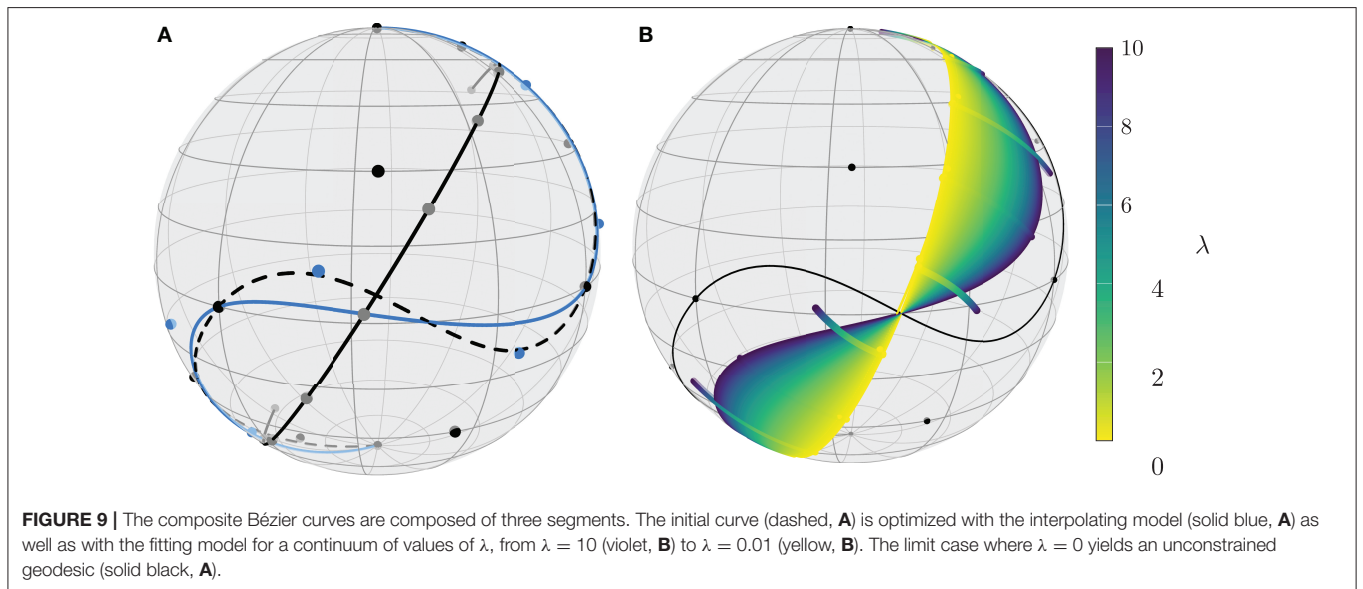 A
B
10
8
6
4
2
0
λ
FIGURE 9 | The composite Bézier curves are composed of three segments. The initial curve (dashed, A) is optimized with the interpolating model (solid blue, A) as
well as with the fitting model for a continuum of values of λ, from λ = 10 (violet, B) to λ = 0.01 (yellow, B). The limit case where λ = 0 yields an unconstrained
geodesic (solid black, A).